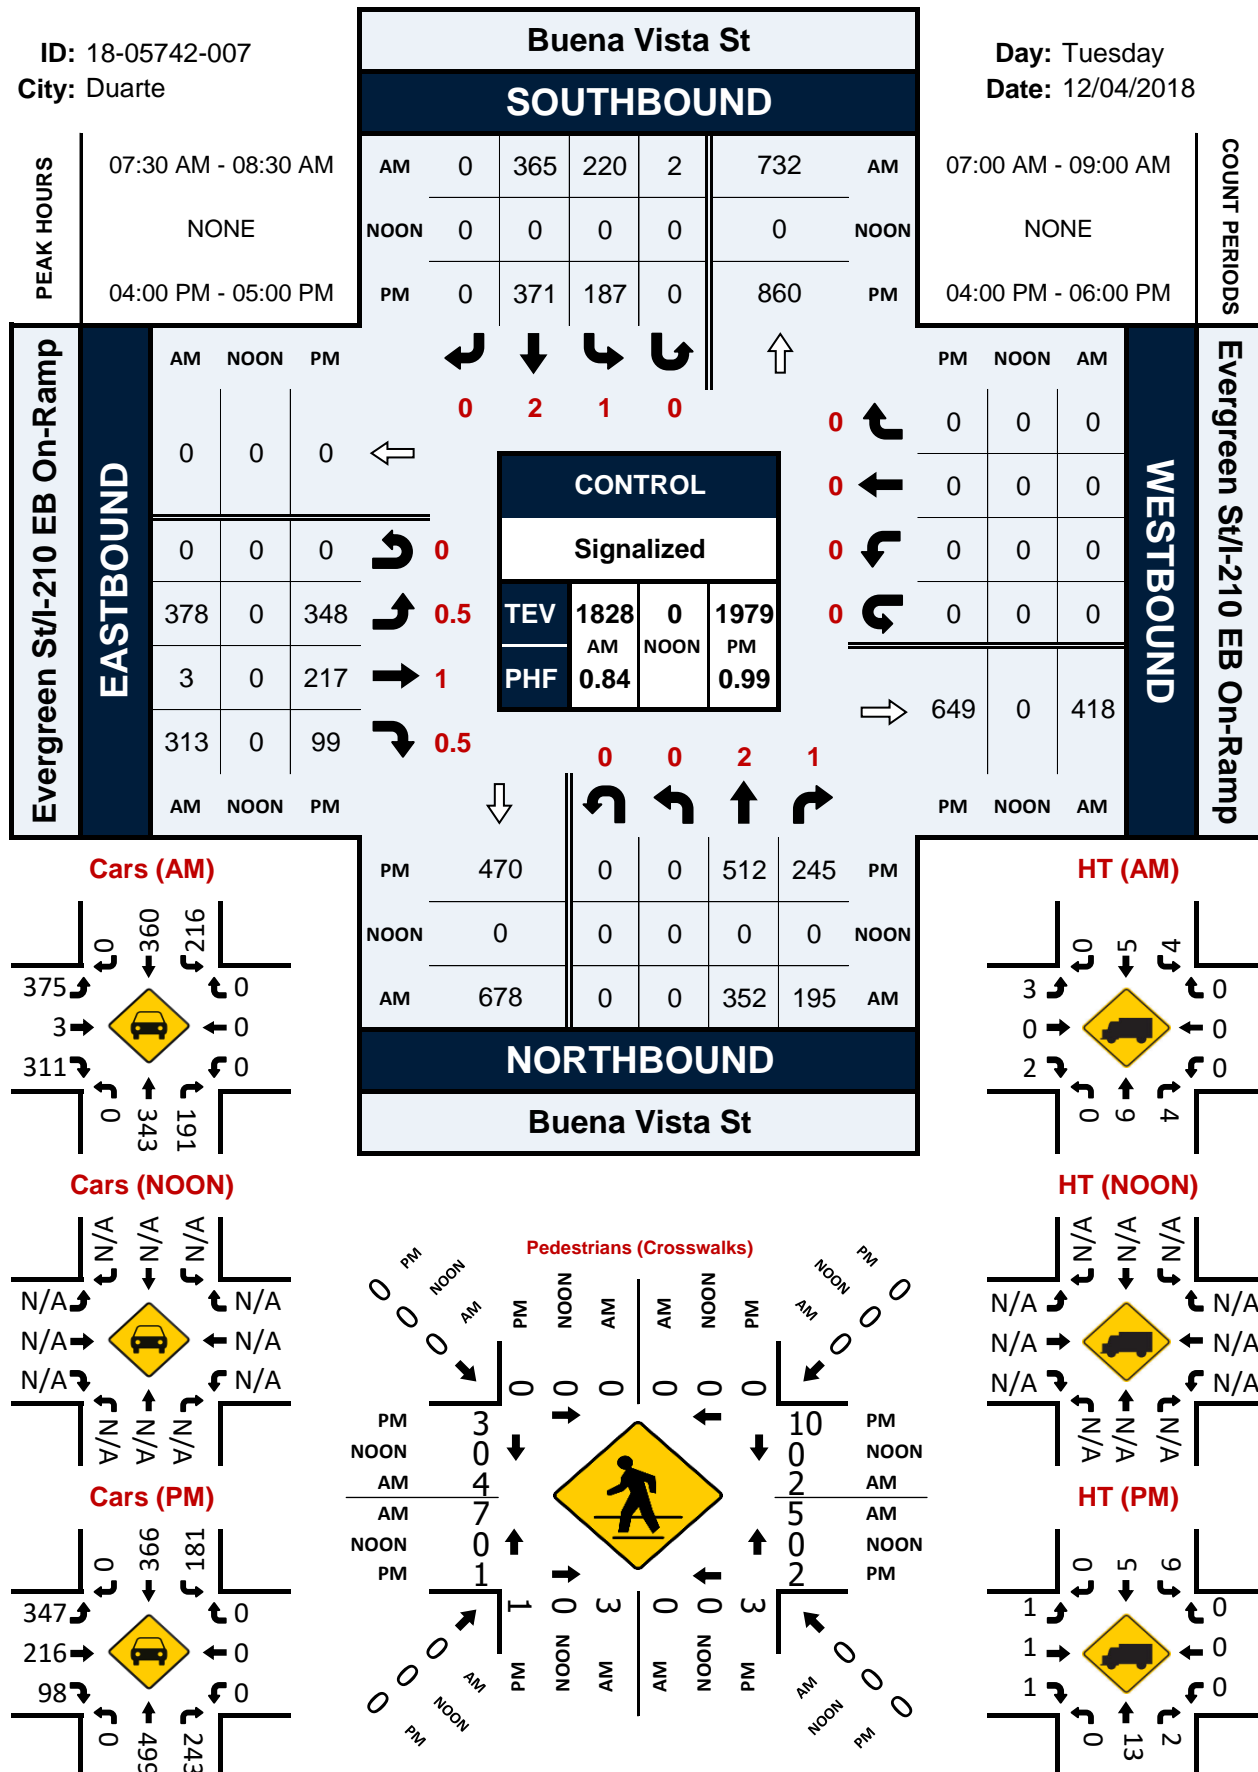 ID: 18-05742-007
City: Duarte
Buena Vista St
SOUTHBOUND
Day: Tuesday
Date: 12/04/2018
PEAK HOURS
07:30 AM - 08:30 AM
NONE
04:00 PM - 05:00 PM
AM 0 365 220 2 732 AM
NOON 0 0 0 0 0 NOON
PM 0 371 187 0 860 PM
07:00 AM - 09:00 AM
NONE
04:00 PM - 06:00 PM
COUNT PERIODS
0 2 1 0
Evergreen St/I-210 EB On-Ramp
EASTBOUND
AM NOON PM
0 0 0
0 0 0 0
378 0 348 0.5
3 0 217 1
313 0 99 0.5
AM NOON PM
CONTROL
Signalized
TEV 1828 0 1979
AM NOON PM
PHF 0.84 0.99
PM NOON AM
0 0 0 0
0 0 0 0
0 0 0 0
0 0 0 0
649 0 418
PM NOON AM
WESTBOUND
Evergreen St/I-210 EB On-Ramp
0 0 2 1
PM 470 0 0 512 245 PM
NOON 0 0 0 0 0 NOON
AM 678 0 0 352 195 AM
NORTHBOUND
Buena Vista St
Cars (AM)
0 360 216
375 0
3 0
311 0
0 343 191
HT (AM)
0 5 4
3 0
0 0
2 0
0 9 4
Cars (NOON)
N/A N/A N/A
N/A N/A
N/A N/A
N/A N/A
N/A N/A N/A
HT (NOON)
N/A N/A N/A
N/A N/A
N/A N/A
N/A N/A
N/A N/A N/A
Cars (PM)
0 366 181
347 0
216 0
98 0
0 499 243
HT (PM)
0 5 6
1 0
1 0
1 0
0 13 2
Pedestrians (Crosswalks)
0 PM
0 NOON
0 AM
PM NOON AM AM NOON PM
PM 0
NOON 0
AM 0
0 0 0 0 0 0
PM 3 10 PM
NOON 0 0 NOON
AM 4 2 AM
AM 7 5 AM
NOON 0 0 NOON
PM 1 2 PM
1 0 3 0 0 3
PM NOON AM AM NOON PM
0 AM
0 NOON
0 PM
AM 0
NOON 0
PM 0